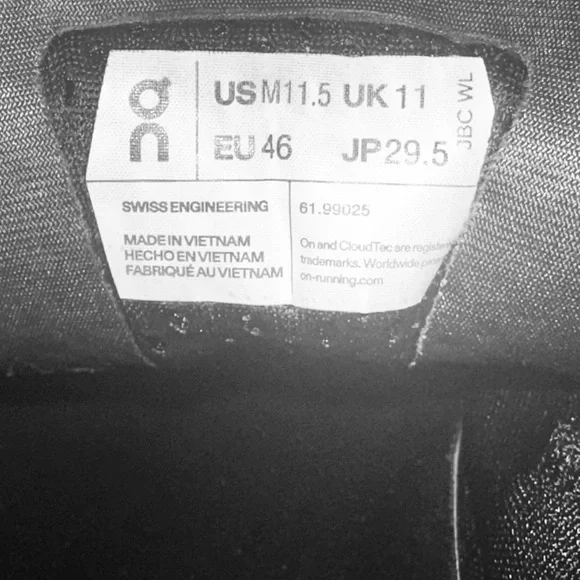 on
US M11.5 UK 11
EU 46 JP 29.5
JBC WL
SWISS ENGINEERING
61.99025
MADE IN VIETNAM
HECHO EN VIETNAM
FABRIQUÉ AU VIETNAM
On and CloudTec are
trademarks. Worldwide
on-running.com